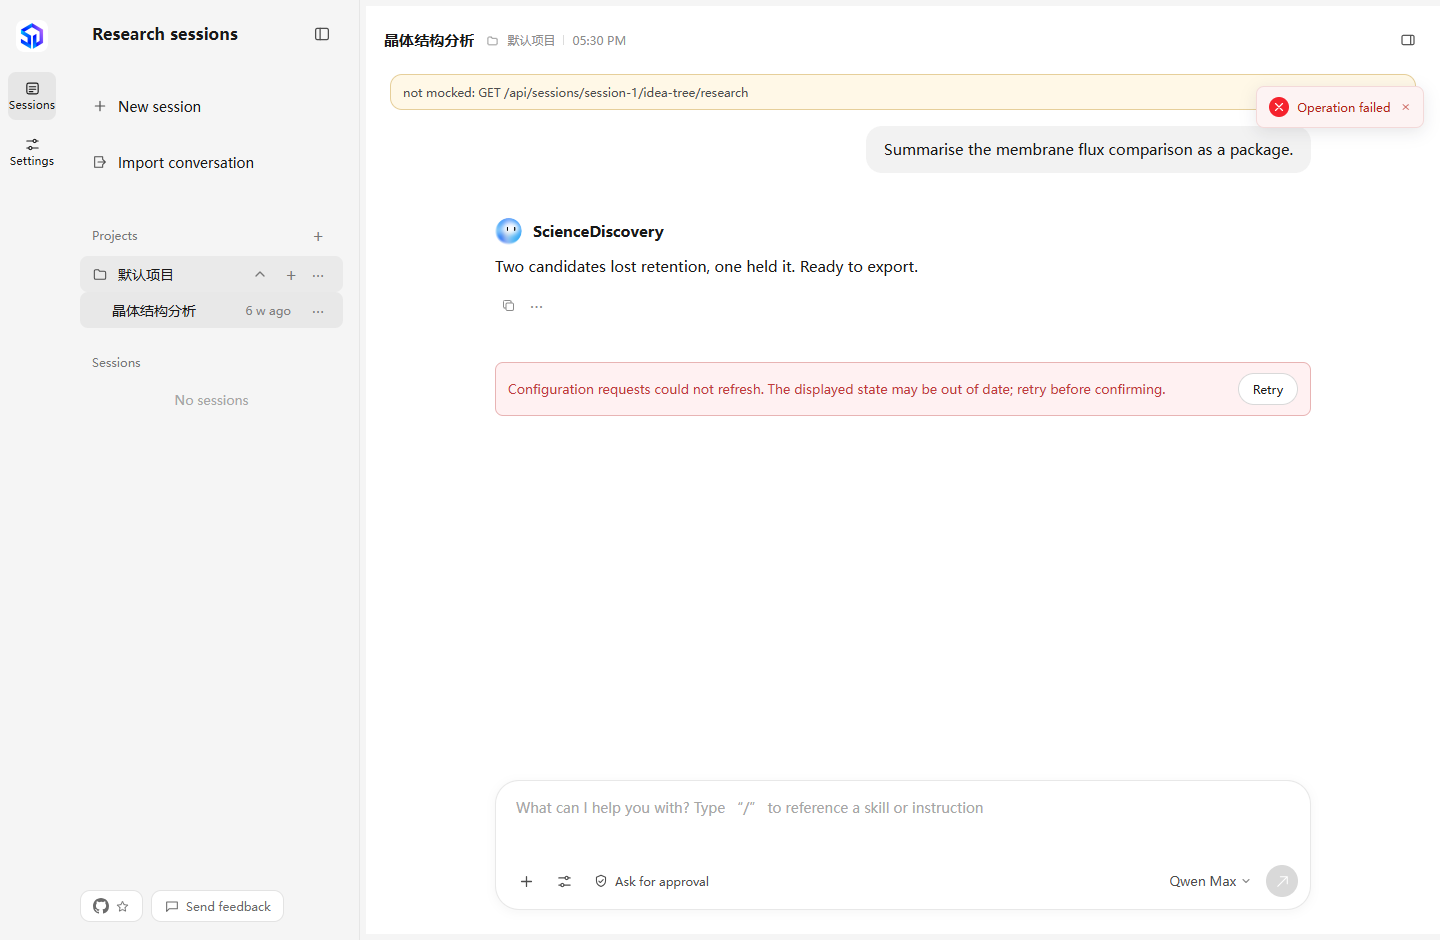 Sessions
Settings
Research sessions
New session
Import conversation
Projects
默认项目
晶体结构分析
6 w ago
Sessions
No sessions
Send feedback
晶体结构分析
默认项目
05:30 PM
not mocked: GET /api/sessions/session-1/idea-tree/research
Operation failed
Summarise the membrane flux comparison as a package.
ScienceDiscovery
Two candidates lost retention, one held it. Ready to export.
Configuration requests could not refresh. The displayed state may be out of date; retry before confirming.
Retry
What can I help you with? Type “/” to reference a skill or instruction
Ask for approval
Qwen Max